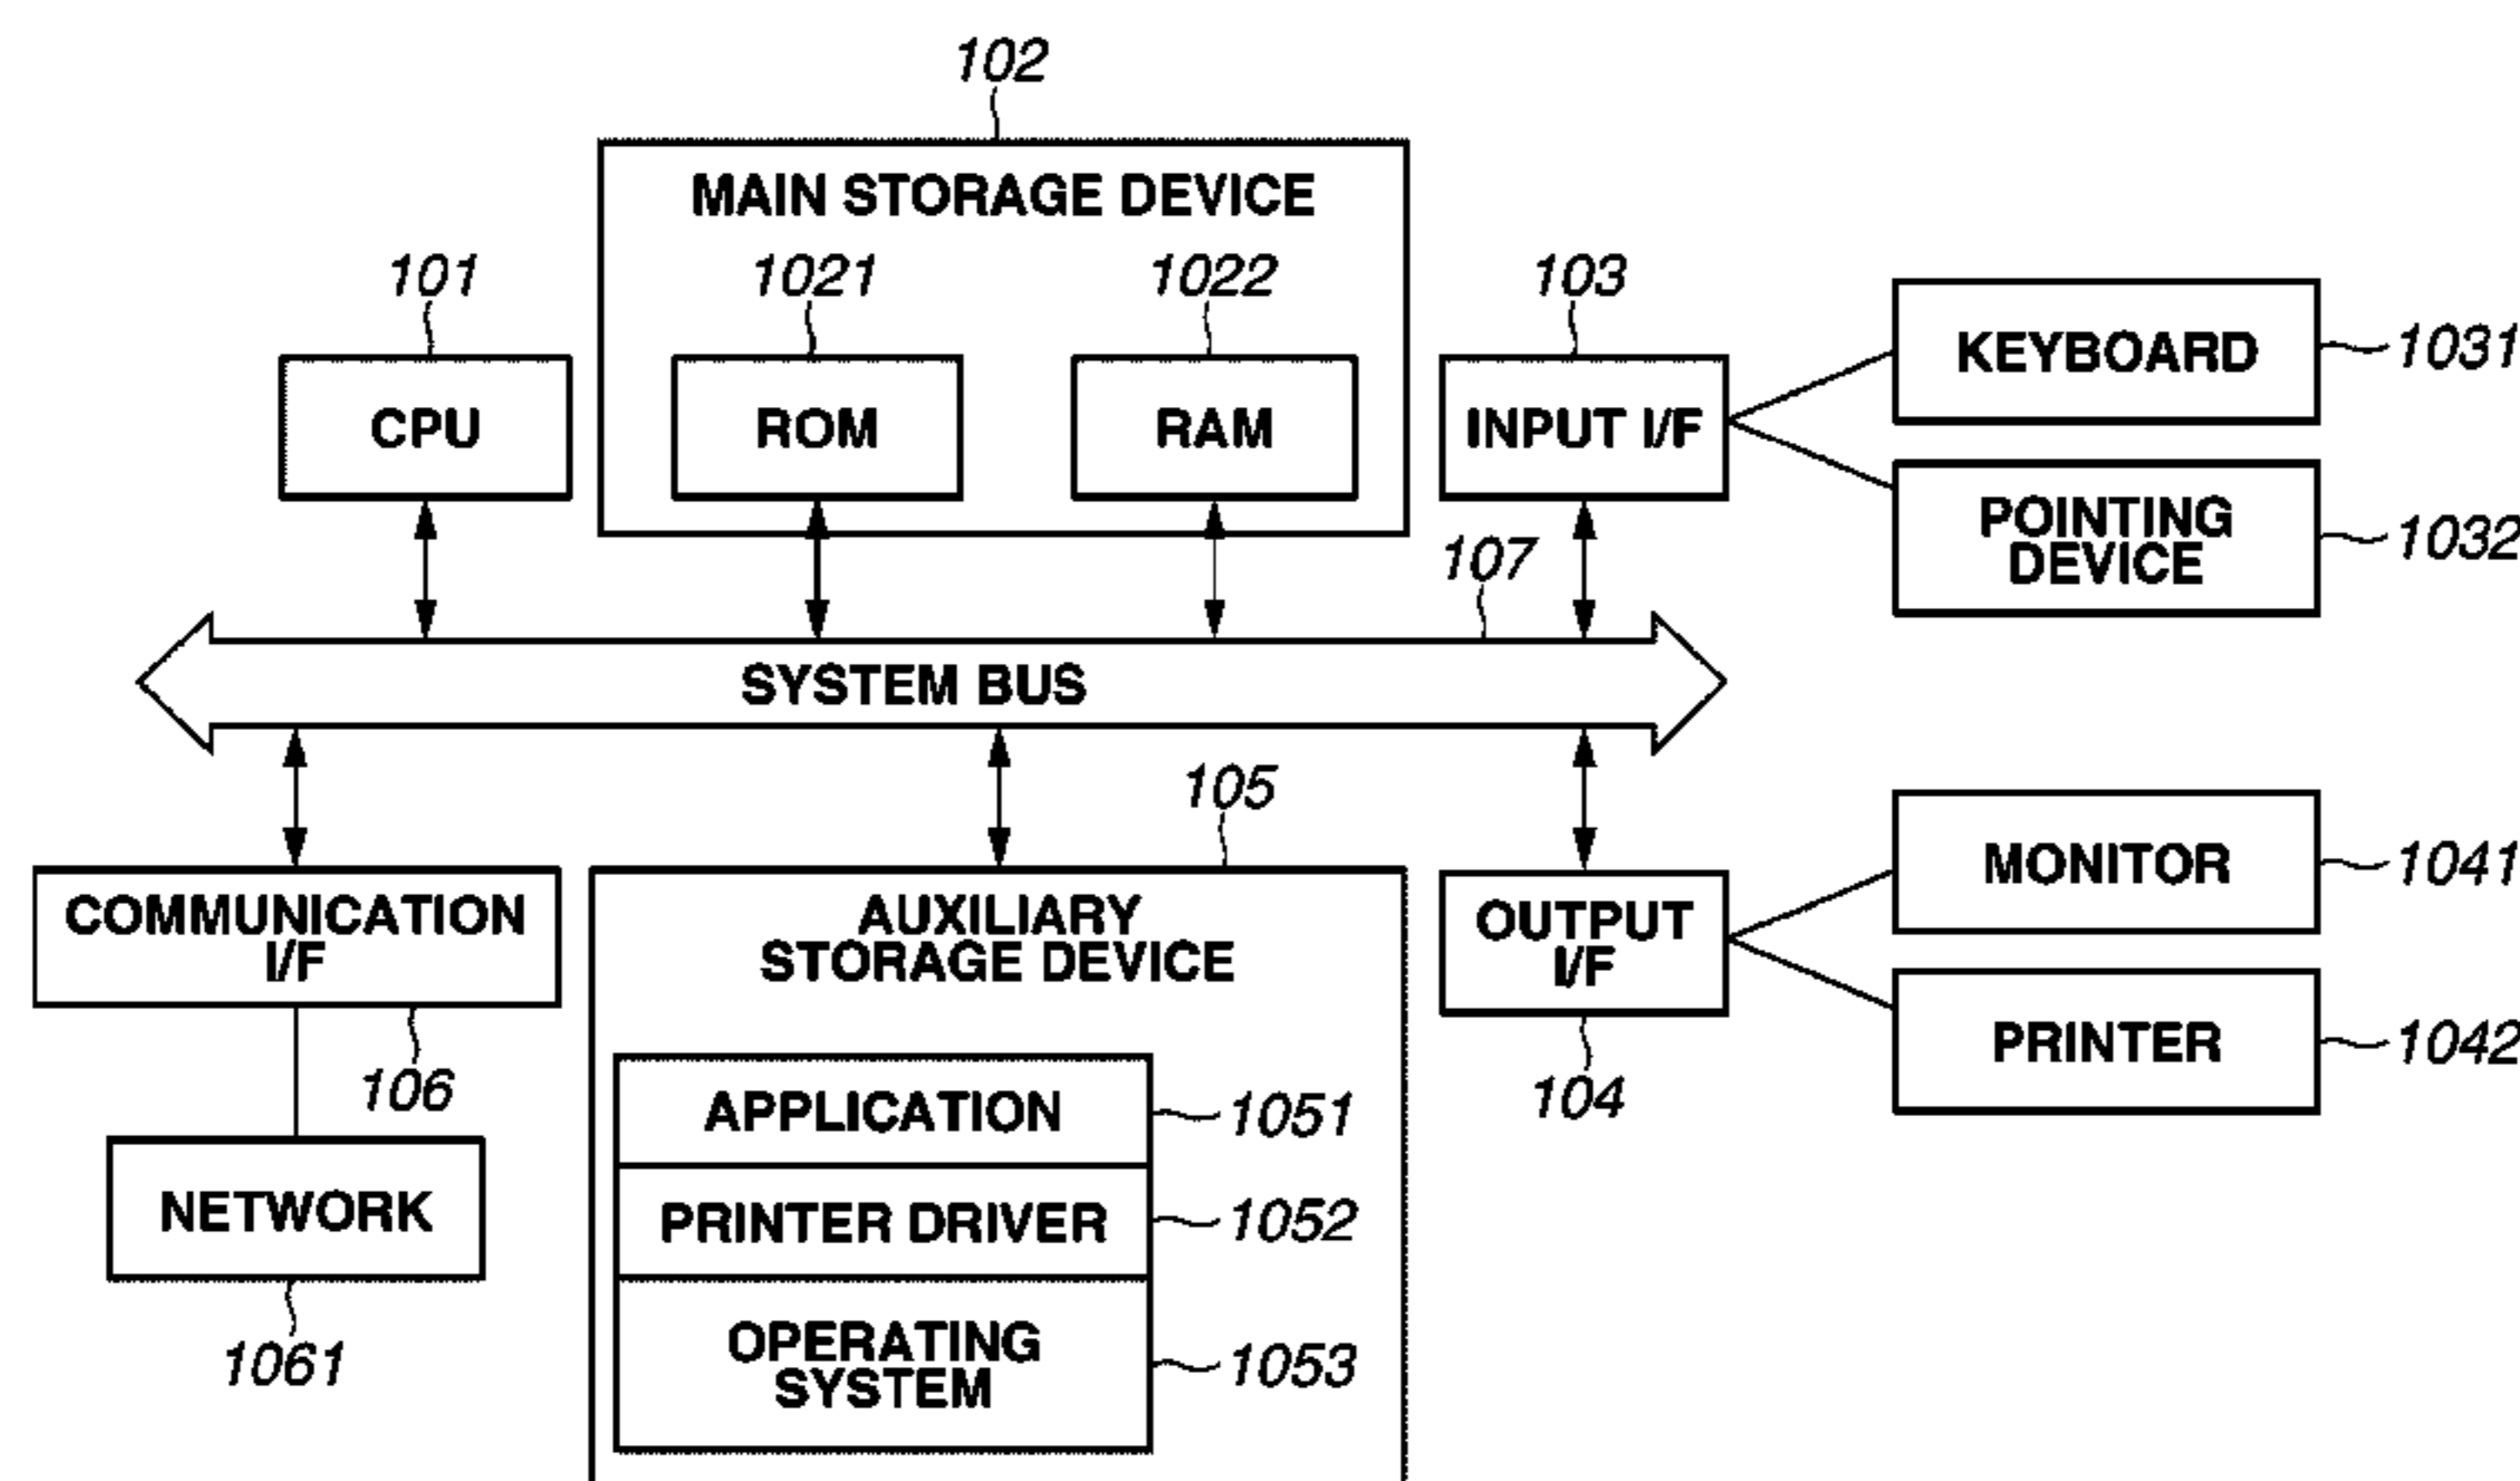 102
MAIN STORAGE DEVICE
101
1021
1022
103
CPU
ROM
RAM
INPUT I/F
KEYBOARD
1031
POINTING
DEVICE
1032
107
SYSTEM BUS
105
COMMUNICATION
I/F
106
NETWORK
1061
AUXILIARY
STORAGE DEVICE
APPLICATION
1051
PRINTER DRIVER
1052
OPERATING
SYSTEM
1053
OUTPUT
I/F
104
MONITOR
1041
PRINTER
1042